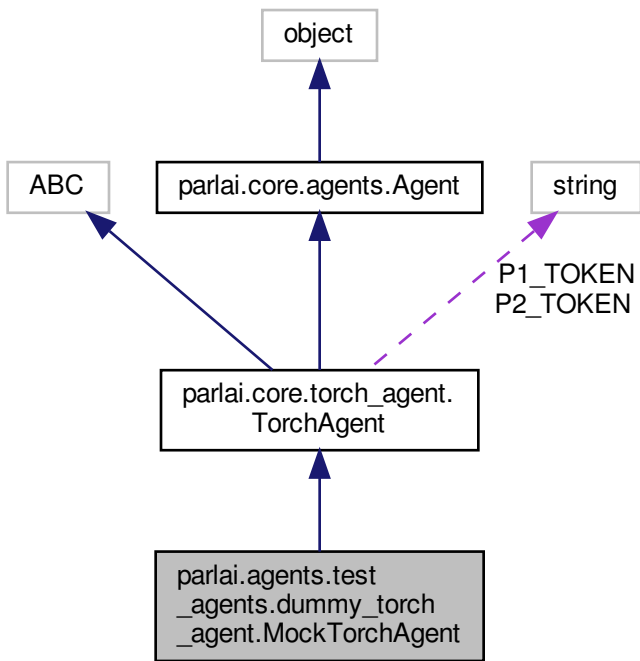 object
ABC
parlai.core.agents.Agent
string
P1_TOKEN
P2_TOKEN
parlai.core.torch_agent.
TorchAgent
parlai.agents.test
_agents.dummy_torch
_agent.MockTorchAgent